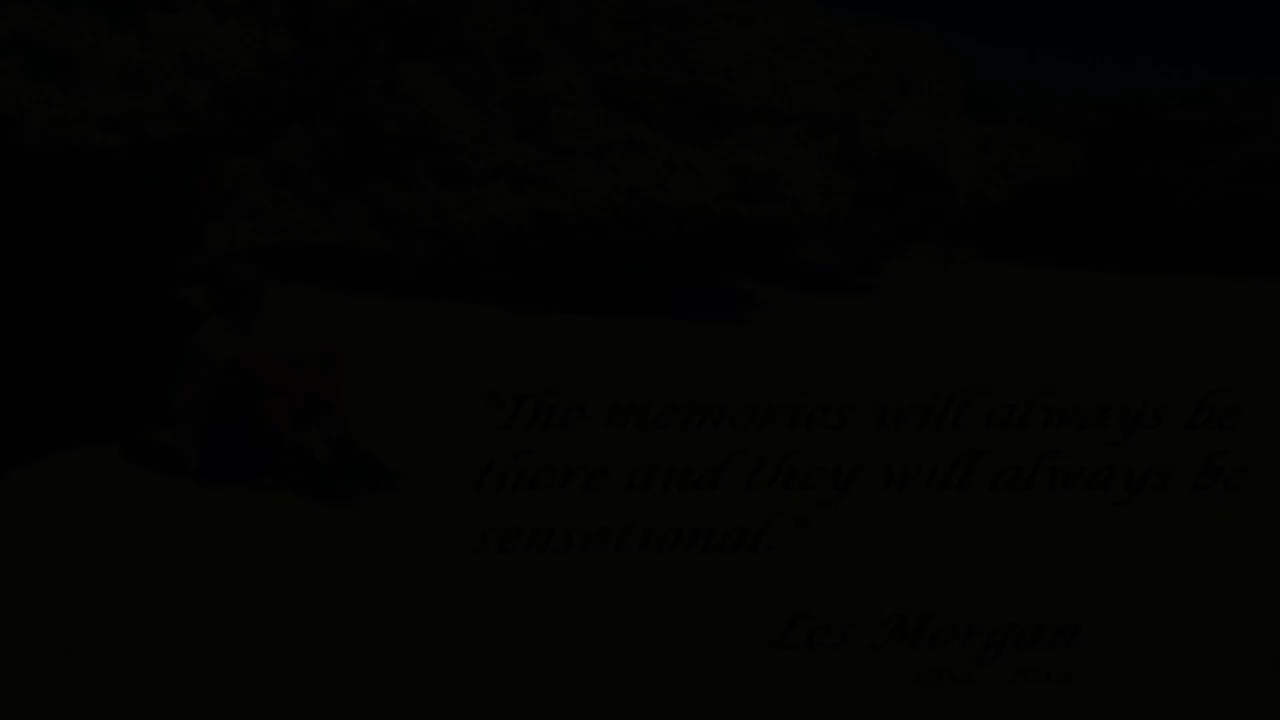 "The memories will always be
there and they will always be
sensational."
Les Morgan